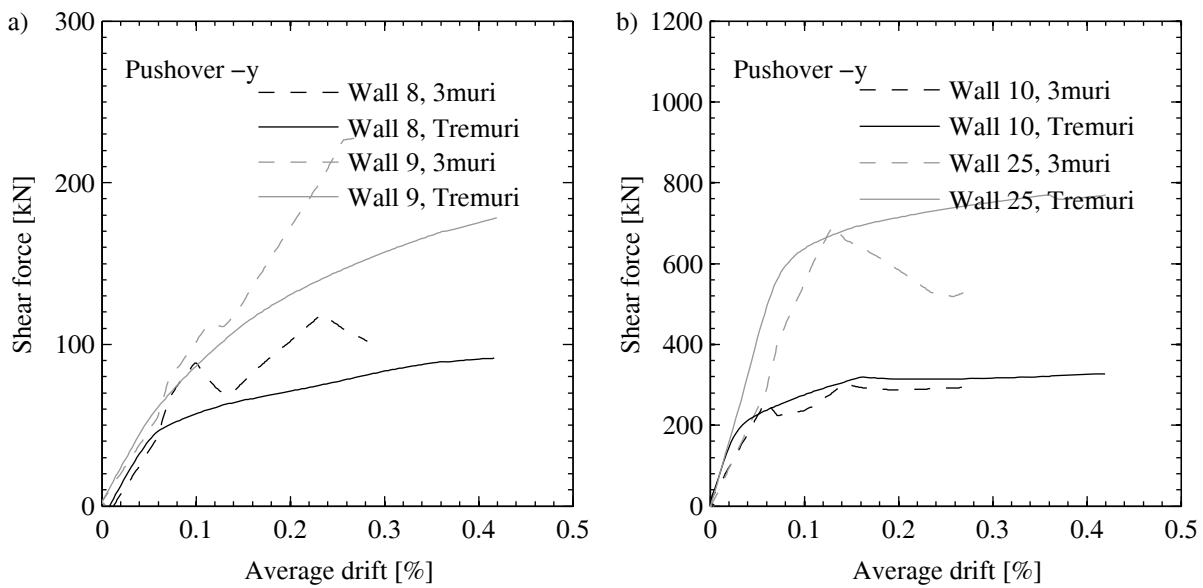 a)
300
200
100
0
Shear force [kN]
Pushover −y
Wall 8, 3muri
Wall 8, Tremuri
Wall 9, 3muri
Wall 9, Tremuri
0 0.1 0.2 0.3 0.4 0.5
Average drift [%]
b)
1200
1000
800
600
400
200
0
Shear force [kN]
Pushover −y
Wall 10, 3muri
Wall 10, Tremuri
Wall 25, 3muri
Wall 25, Tremuri
0 0.1 0.2 0.3 0.4 0.5
Average drift [%]